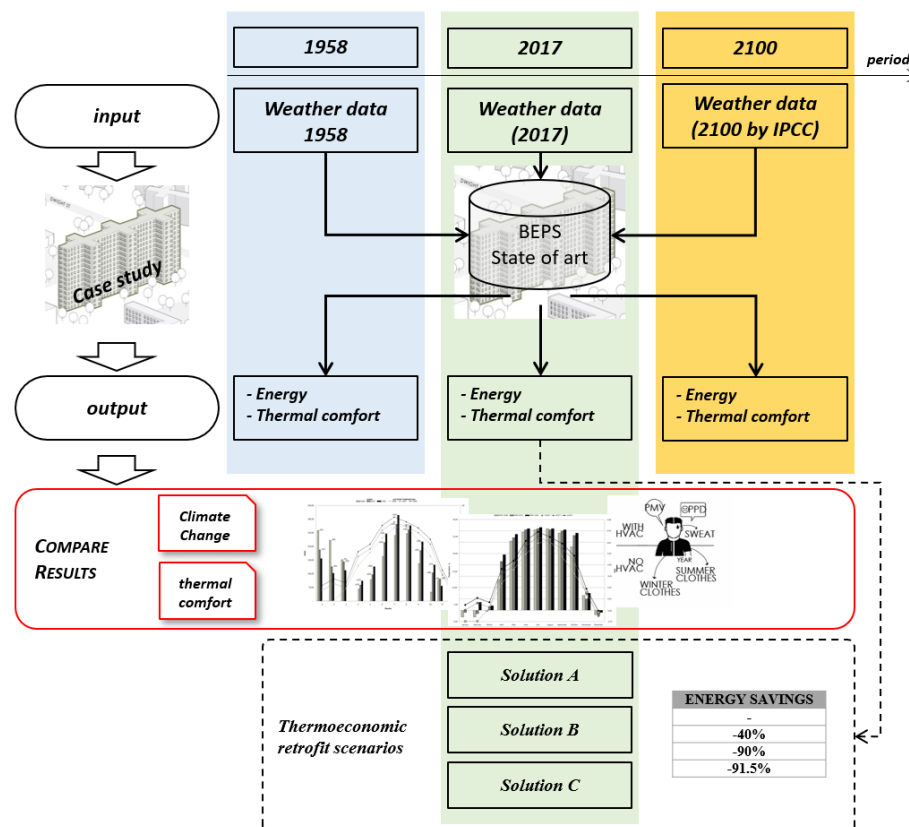 1958
2017
2100
period
input
Weather data
1958
Weather data
(2017)
Weather data
(2100 by IPCC)
DWIGHT ST
BEPS
State of art
Case study
output
- Energy
- Thermal comfort
- Energy
- Thermal comfort
- Energy
- Thermal comfort
COMPARE
RESULTS
Climate
Change
thermal
comfort
PMV
@PPD
WITH
HVAC
SWEAT
NO
HVAC
YEAR
SUMMER
CLOTHES
WINTER
CLOTHES
Thermoeconomic
retrofit scenarios
Solution A
Solution B
Solution C
ENERGY SAVINGS
-
-40%
-90%
-91.5%